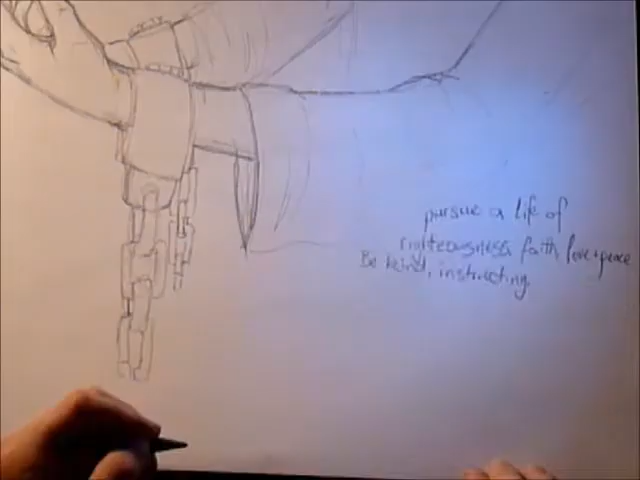 pursue a life of
righteousness, faith, love + peace
Be kind, instructing